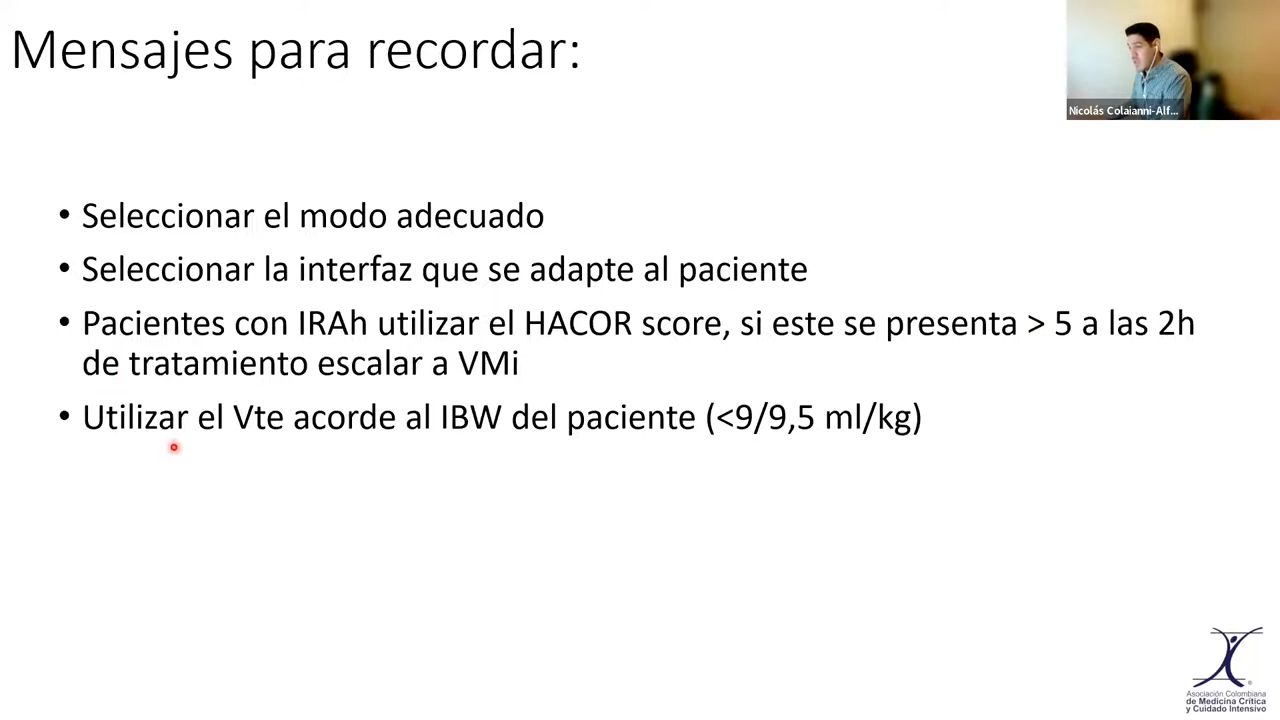 Mensajes para recordar:
Nicolás Colaianni-Alf...
• Seleccionar el modo adecuado
• Seleccionar la interfaz que se adapte al paciente
• Pacientes con IRAh utilizar el HACOR score, si este se presenta > 5 a las 2h
de tratamiento escalar a VMi
• Utilizar el Vte acorde al IBW del paciente (<9/9,5 ml/kg)
Asociación Colombiana
de Medicina Crítica
y Cuidado Intensivo